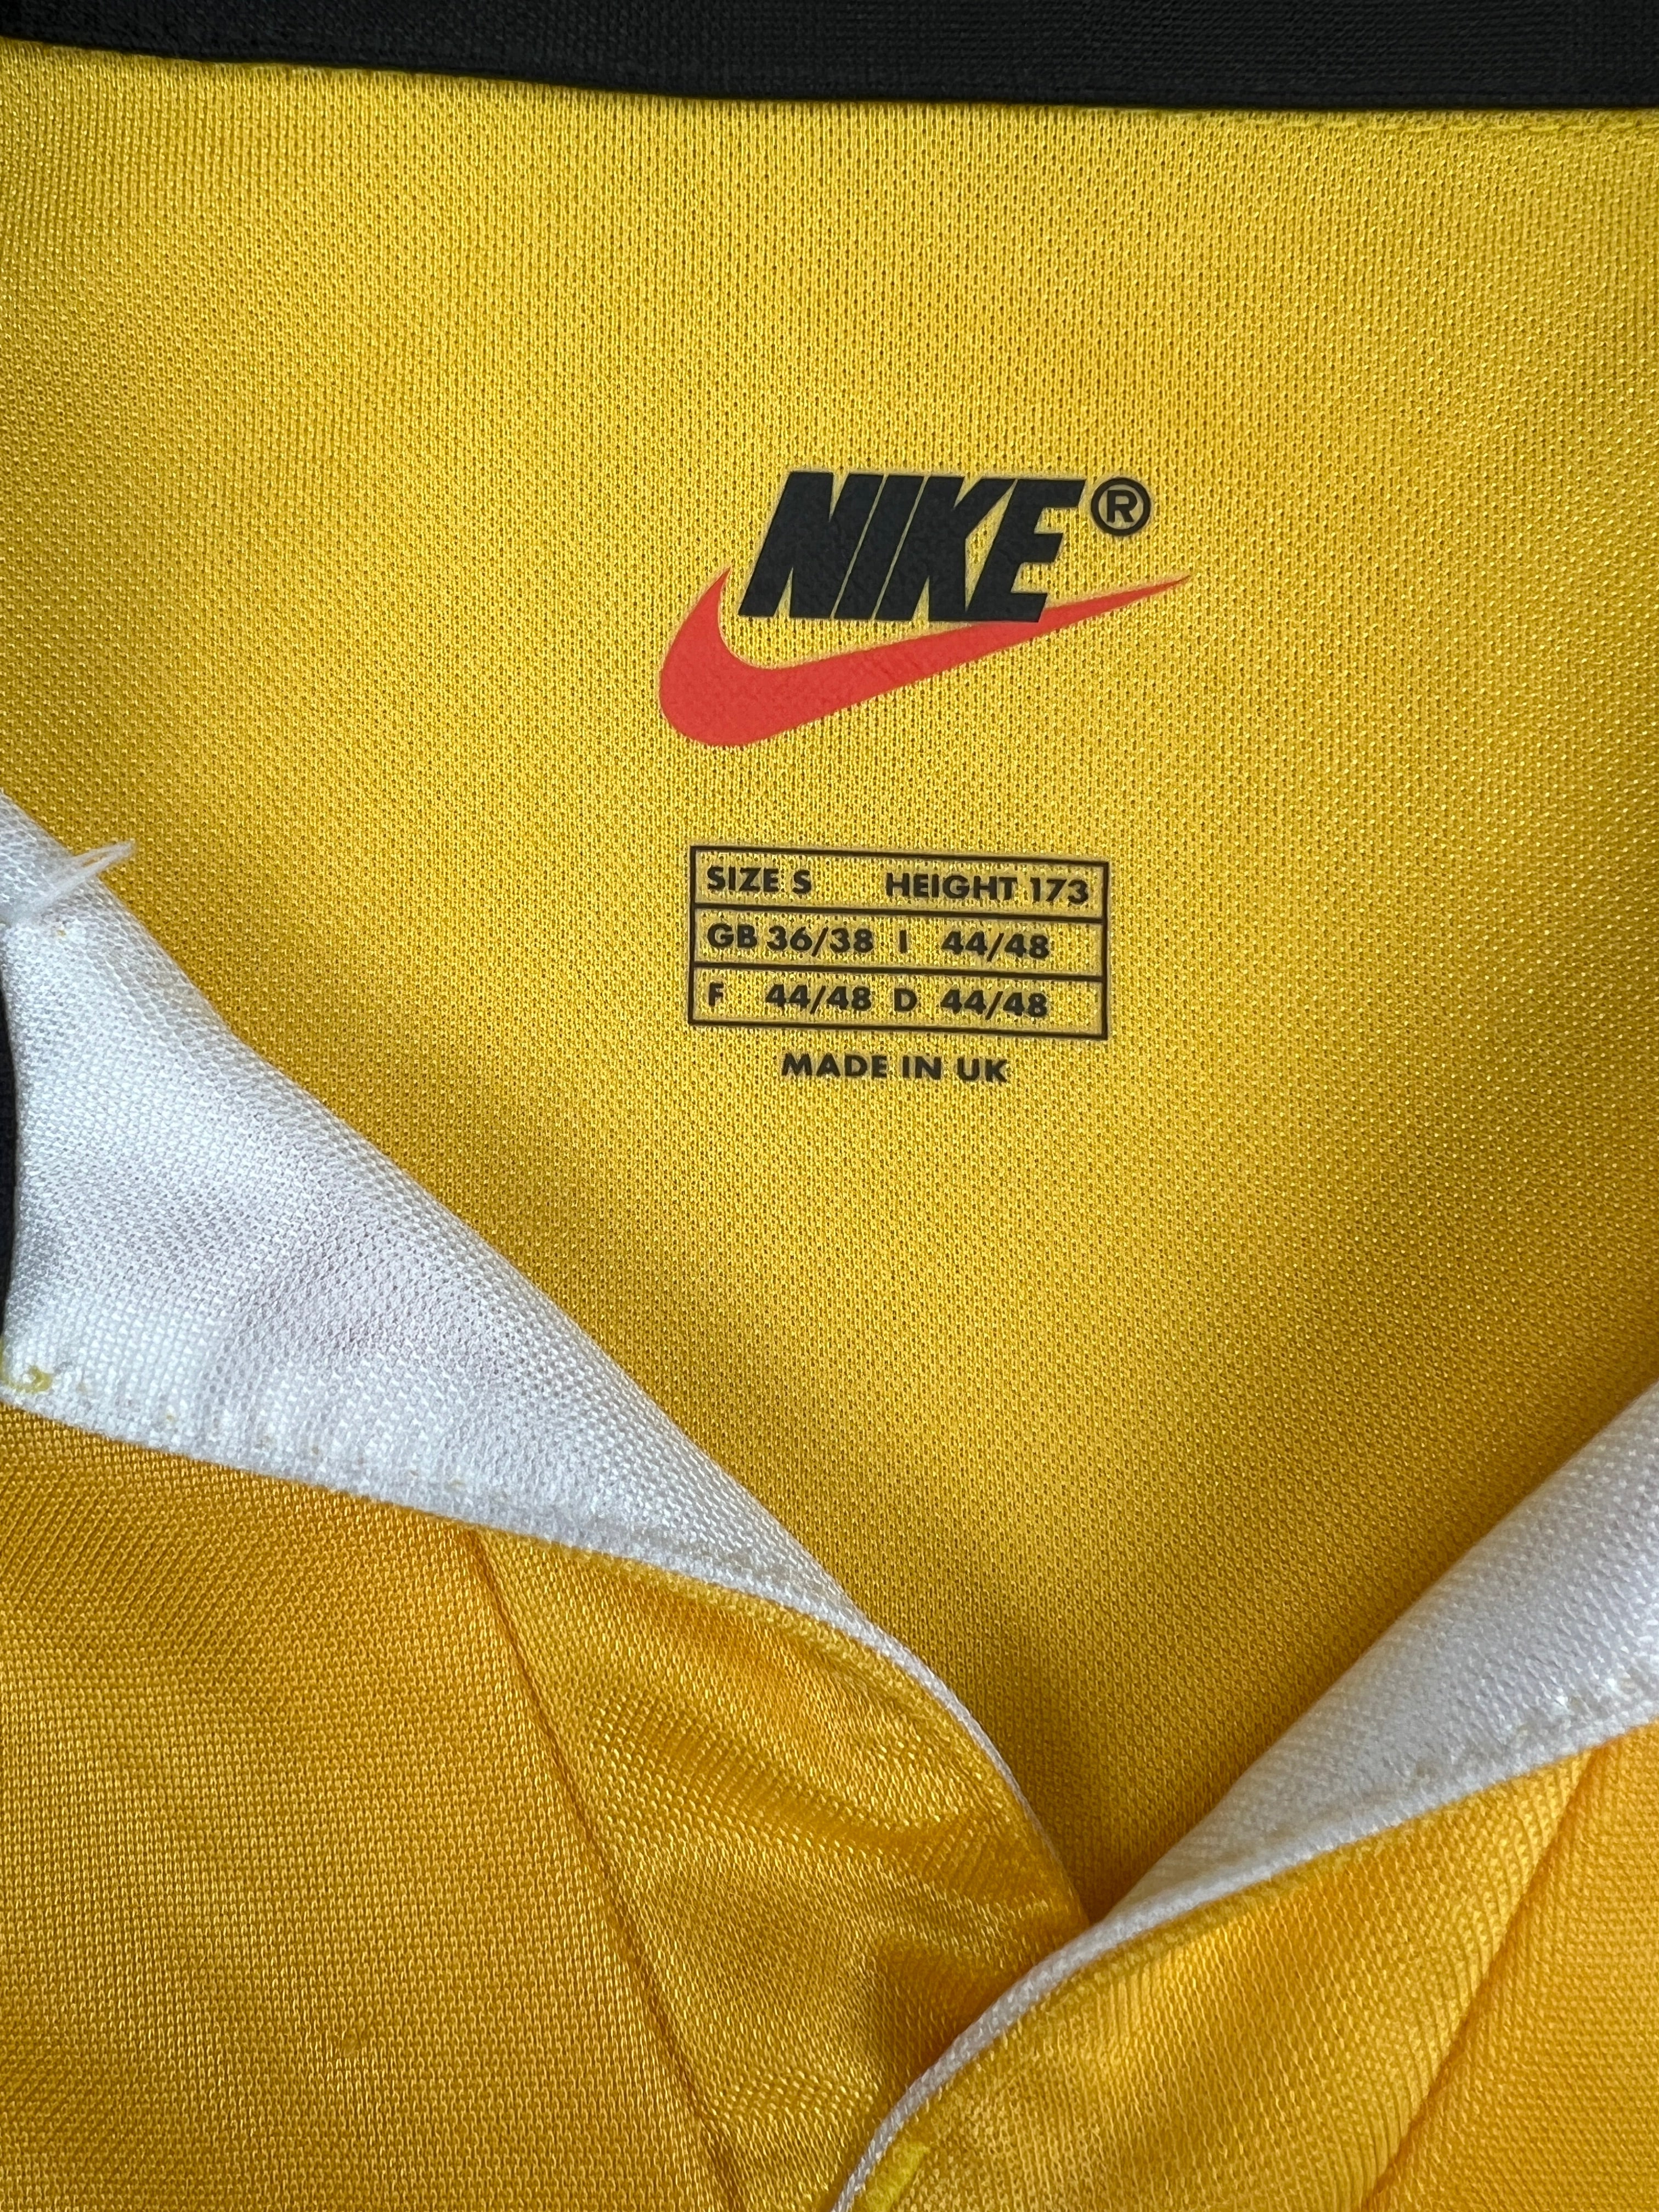 NIKE®
SIZE S HEIGHT 173
GB 36/38 I 44/48
F 44/48 D 44/48
MADE IN UK